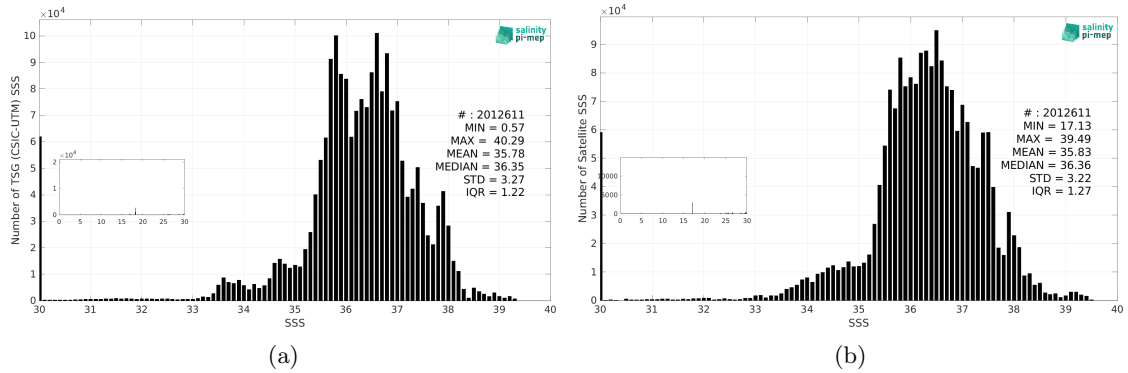 ×10⁴
10
9
8
7
6
5
4
3
2
1
0
Number of TSG (CSIC-UTM) SSS
salinity
pi-mep
# : 2012611
MIN = 0.57
MAX = 40.29
MEAN = 35.78
MEDIAN = 36.35
STD = 3.27
IQR = 1.22
×10⁴
2
1
0
0 5 10 15 20 25 30
30 31 32 33 34 35 36 37 38 39 40
SSS
(a)
×10⁴
9
8
7
6
5
4
3
2
1
0
Number of Satellite SSS
salinity
pi-mep
# : 2012611
MIN = 17.13
MAX = 39.49
MEAN = 35.83
MEDIAN = 36.36
STD = 3.22
IQR = 1.27
10000
5000
0
0 5 10 15 20 25 30
30 31 32 33 34 35 36 37 38 39 40
SSS
(b)